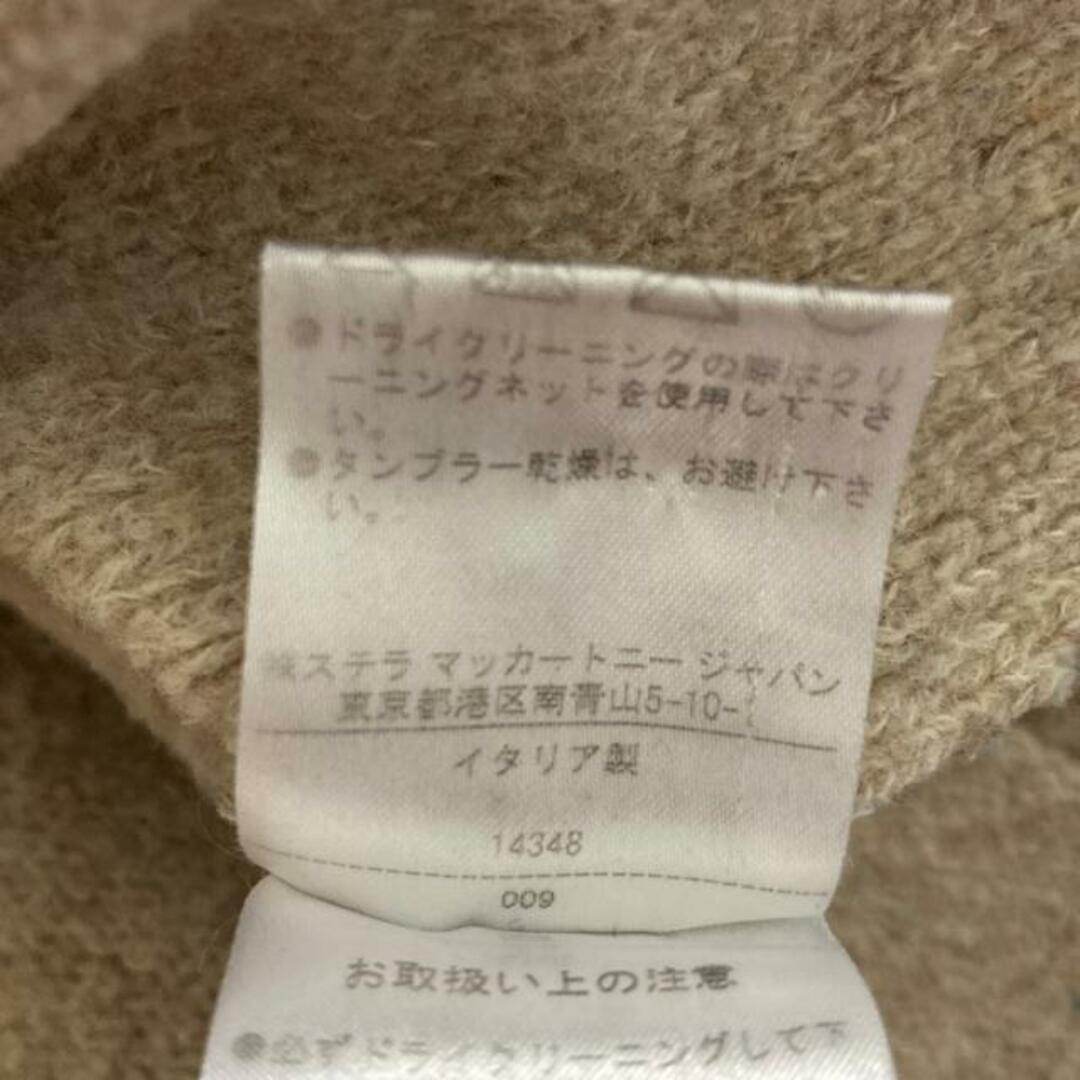 ●ドライクリーニングの際はクリ
ーニングネットを使用して下さ
い。
●タンブラー乾燥は、お避け下さ
い。
ステラ マッカートニー ジャパン
東京都港区南青山5-10-
イタリア製
14348
009
お取扱い上の注意
●必ずドライクリーニングして下